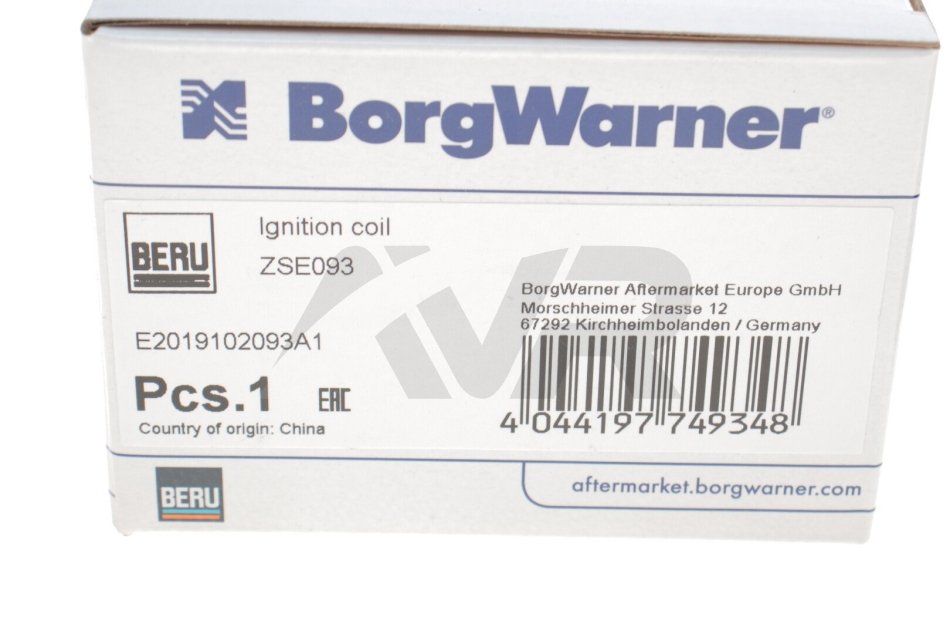 BorgWarner®
BERU
Ignition coil
ZSE093
BorgWarner Aftermarket Europe GmbH
Morschheimer Strasse 12
67292 Kirchheimbolanden / Germany
E2019102093A1
Pcs.1 EAC
Country of origin: China
4 044197 749348
IVR
BERU
aftermarket.borgwarner.com